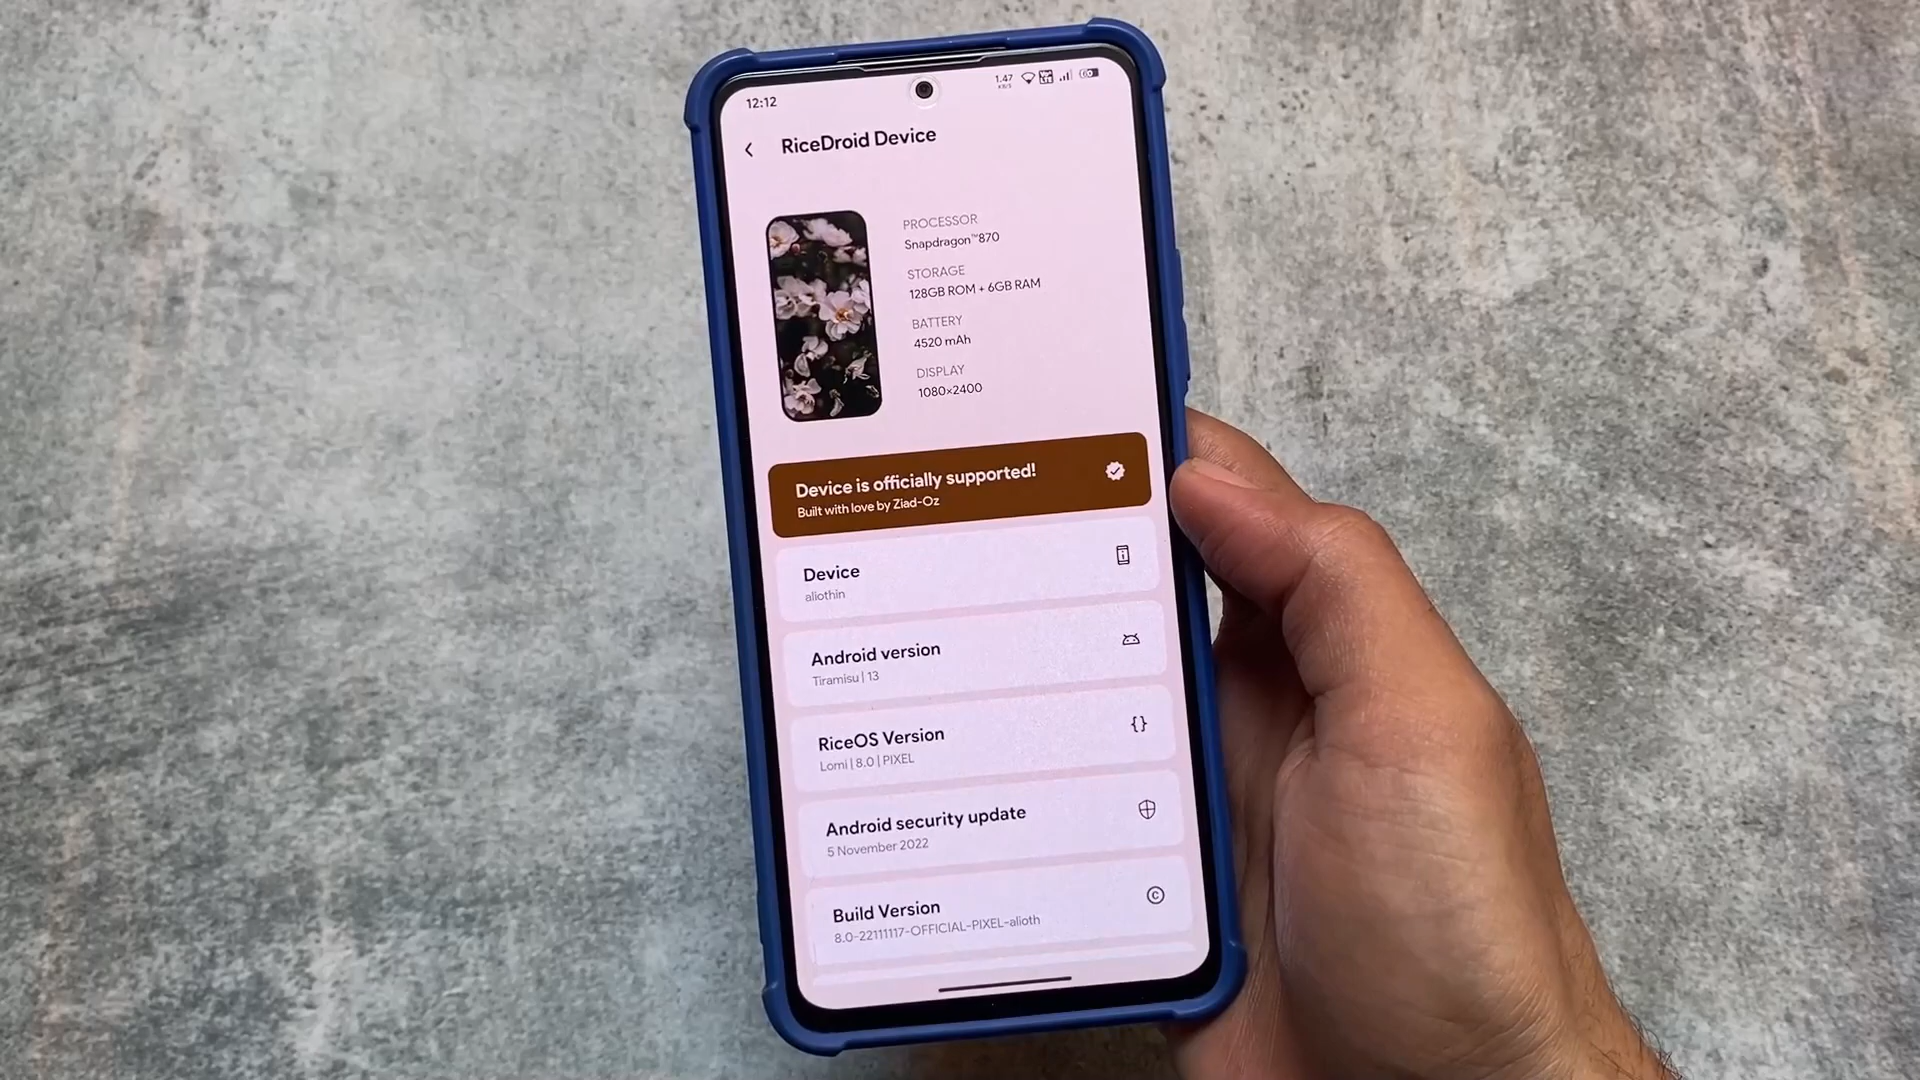 12:12
1.47
KB/S
60
RiceDroid Device
PROCESSOR
Snapdragon™870
STORAGE
128GB ROM + 6GB RAM
BATTERY
4520 mAh
DISPLAY
1080×2400
Device is officially supported!
Built with love by Ziad-Oz
Device
aliothin
Android version
Tiramisu | 13
RiceOS Version
Lomi | 8.0 | PIXEL
Android security update
5 November 2022
Build Version
8.0-22111117-OFFICIAL-PIXEL-alioth